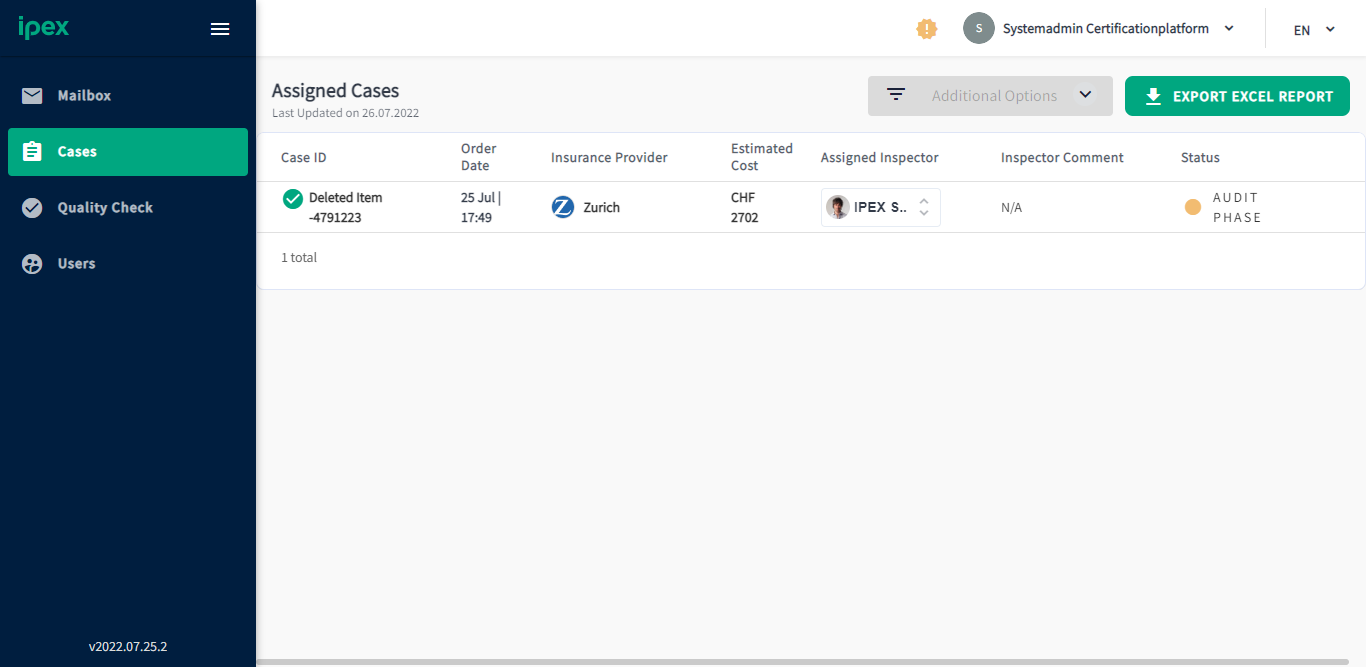 ipex
!
S
Systemadmin Certificationplatform
EN
Mailbox
Cases
Quality Check
Users
v2022.07.25.2
Assigned Cases
Last Updated on 26.07.2022
Additional Options
EXPORT EXCEL REPORT
Case ID
Order
Date
Insurance Provider
Estimated
Cost
Assigned Inspector
Inspector Comment
Status
Deleted Item
-4791223
25 Jul |
17:49
Z
Zurich
CHF
2702
IPEX S..
N/A
AUDIT
PHASE
1 total